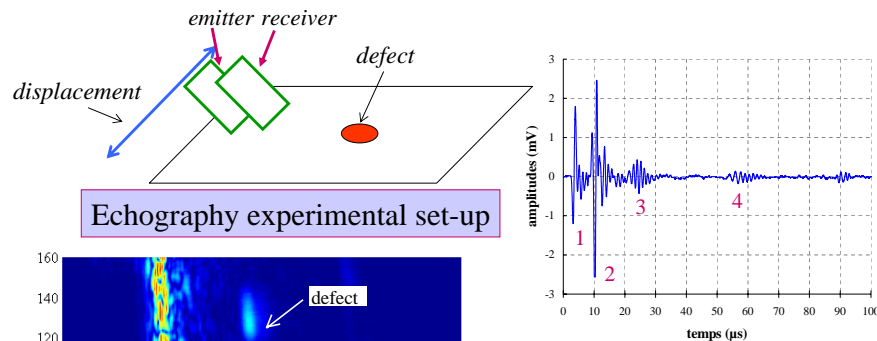 emitter receiver
defect
displacement
Echography experimental set-up
160
140
120
defect
3
2
1
0
-1
-2
-3
amplitudes (mV)
1
2
3
4
0 10 20 30 40 50 60 70 80 90 100
temps (µs)